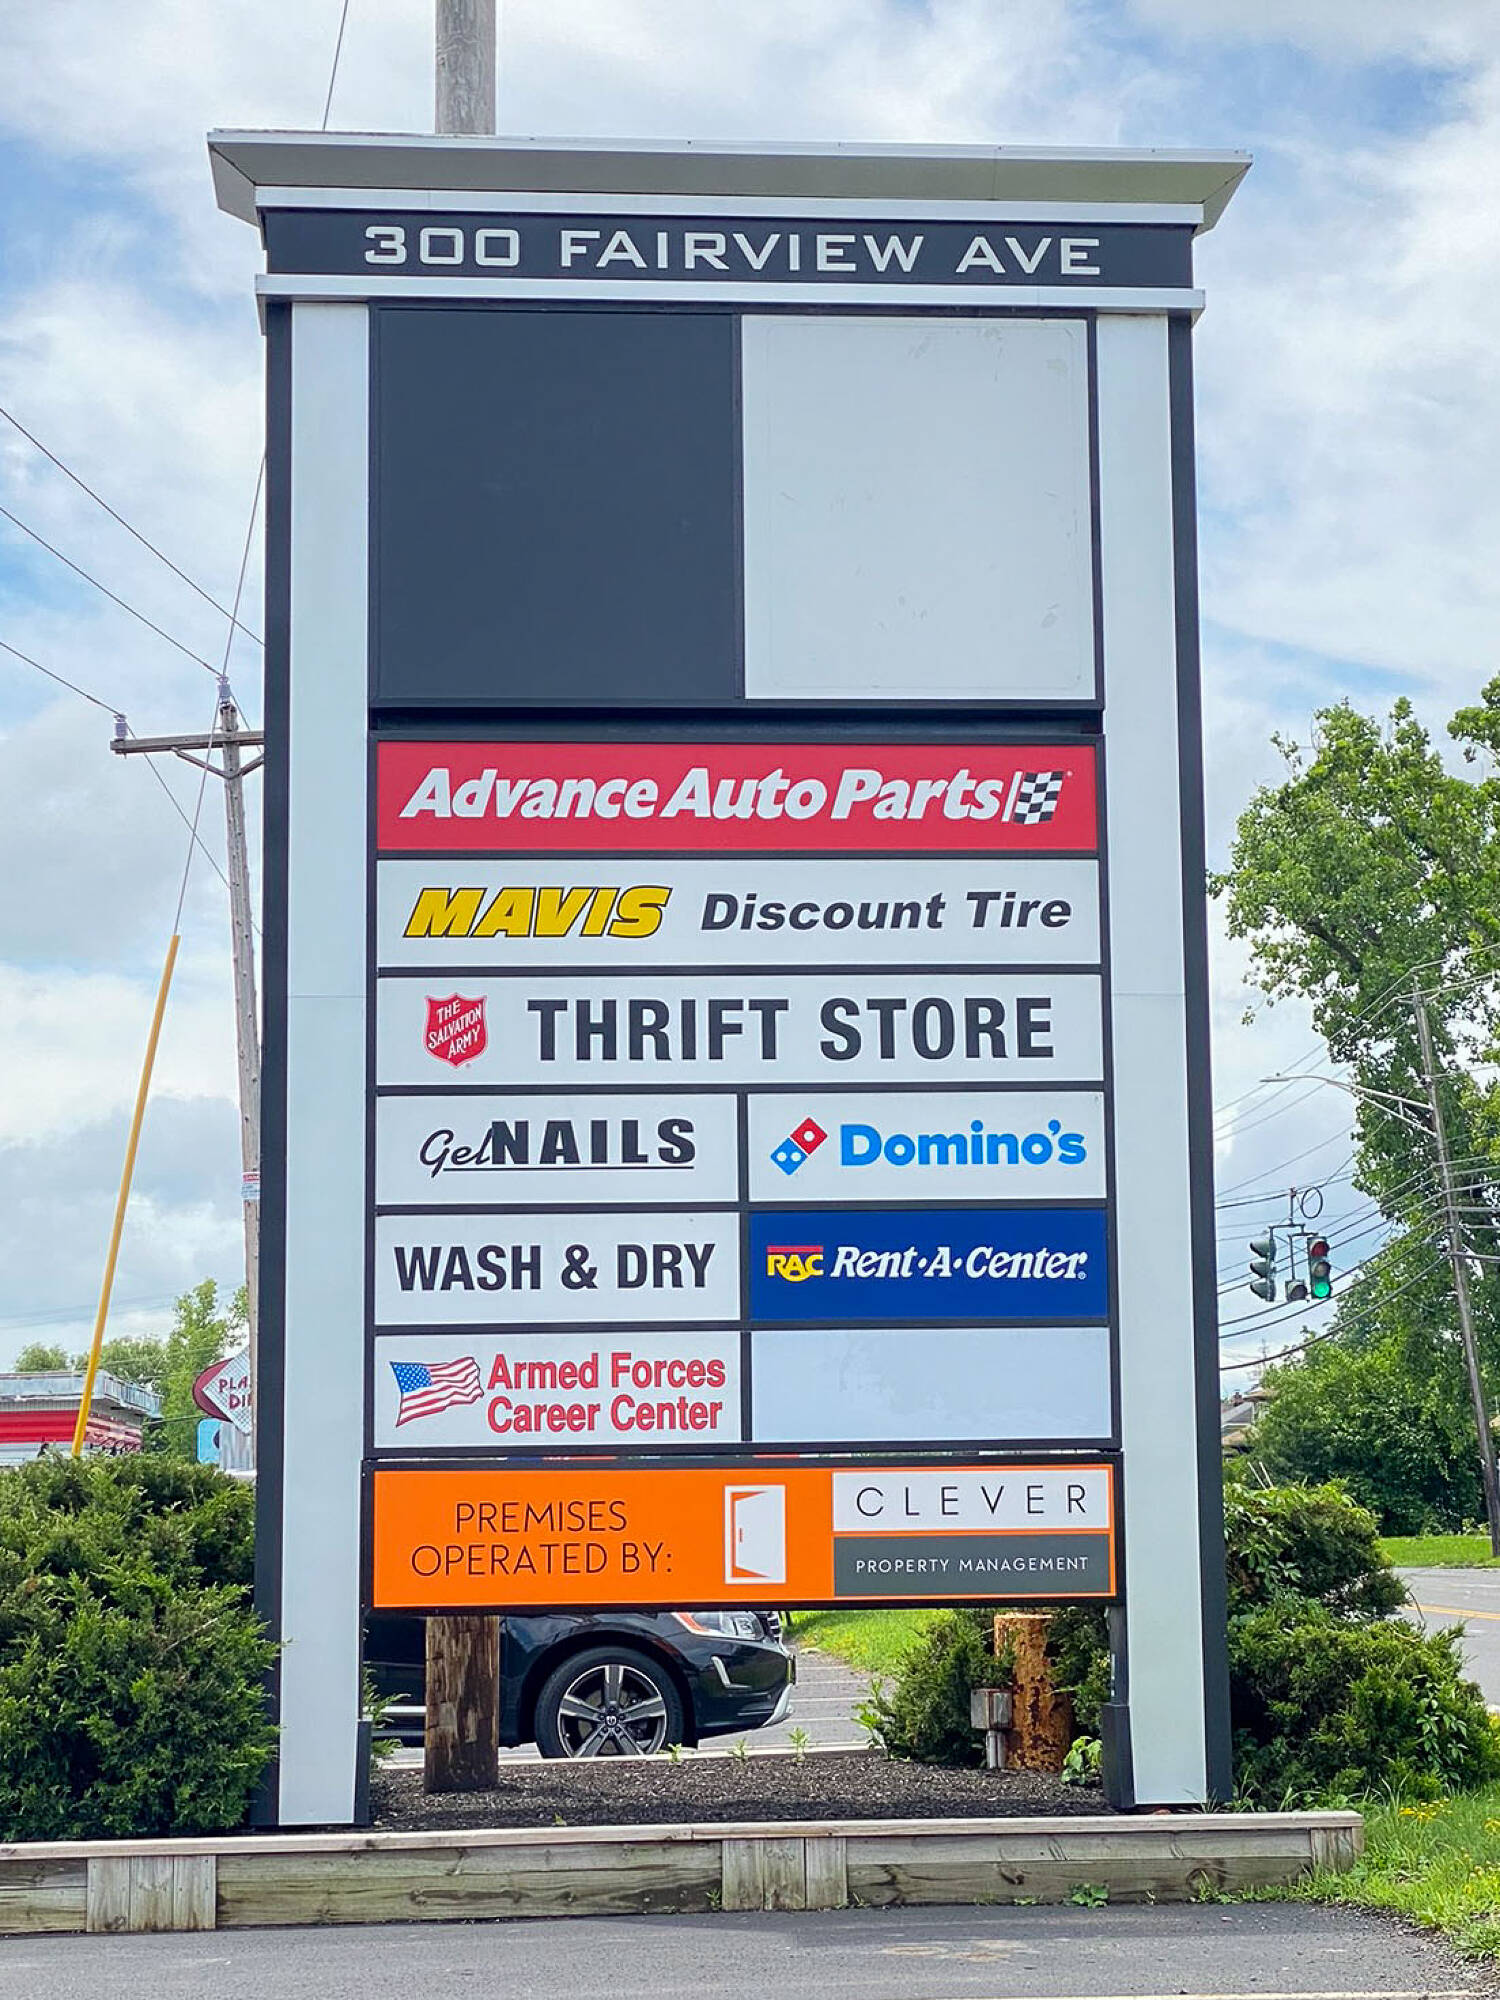 300 FAIRVIEW AVE
Advance Auto Parts
MAVIS Discount Tire
THE
SALVATION
ARMY
THRIFT STORE
GelNAILS
Domino's
WASH & DRY
RAC Rent-A-Center
Armed Forces
Career Center
PREMISES
OPERATED BY:
CLEVER
PROPERTY MANAGEMENT